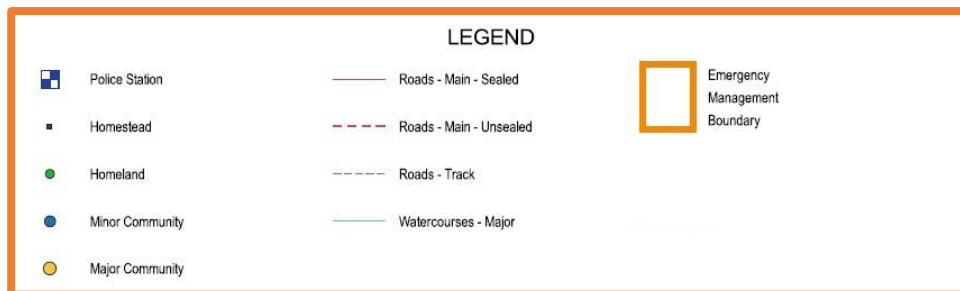 LEGEND
Police Station
Homestead
Homeland
Minor Community
Major Community
Roads - Main - Sealed
Roads - Main - Unsealed
Roads - Track
Watercourses - Major
Emergency
Management
Boundary